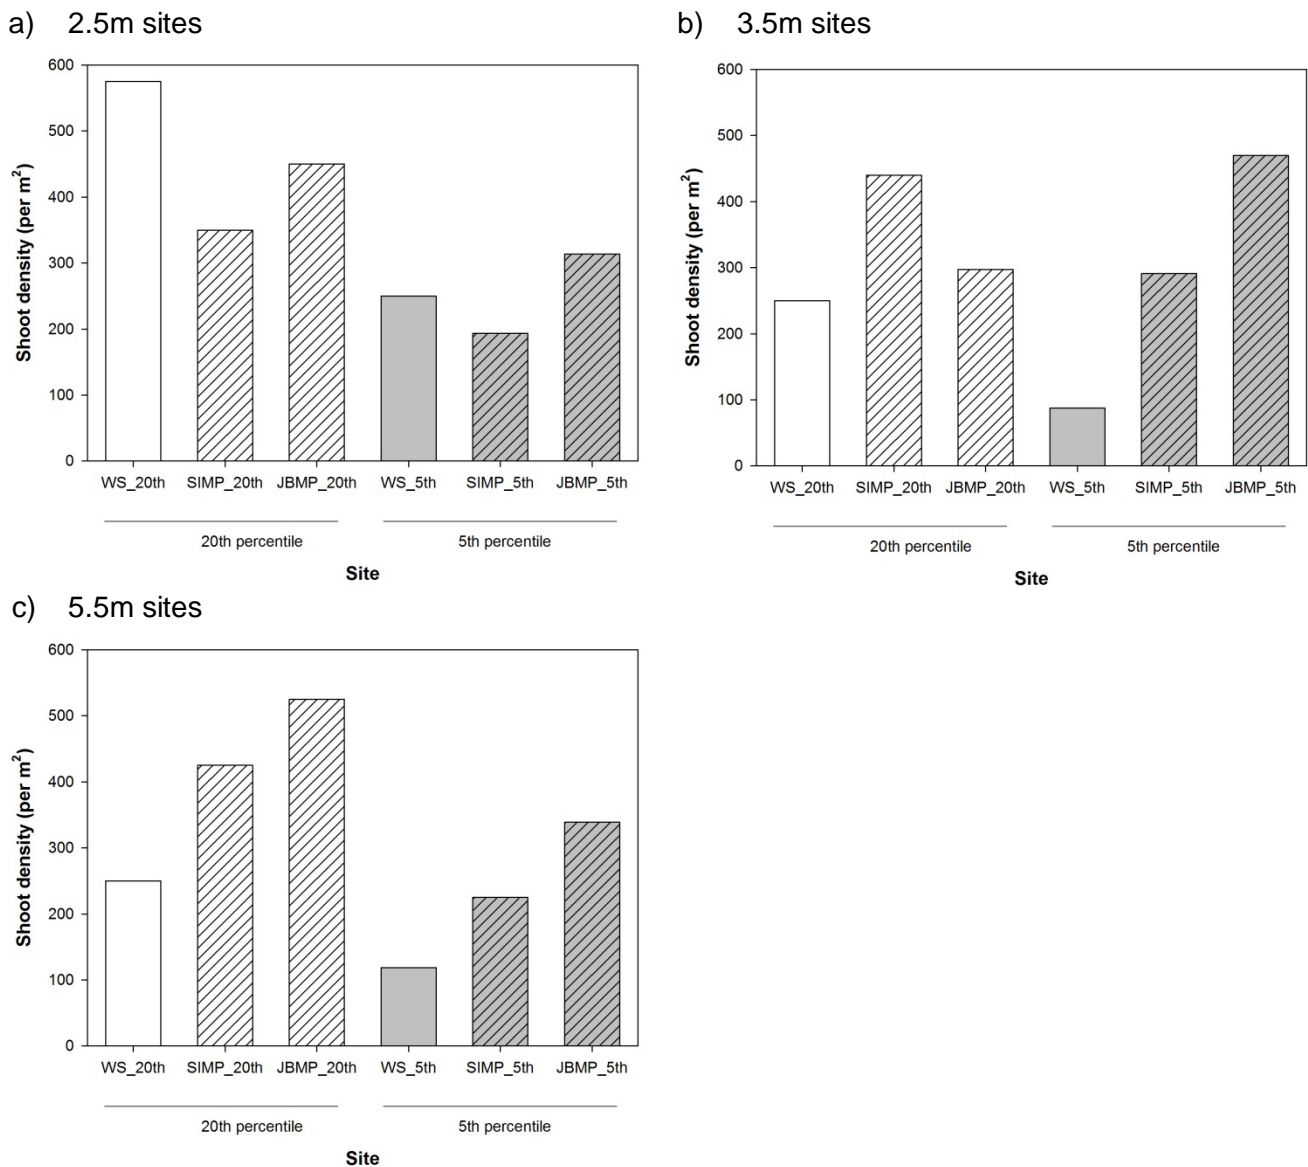 a) 2.5m sites
600
500
400
300
200
100
0
Shoot density (per m²)
WS_20th SIMP_20th JBMP_20th WS_5th SIMP_5th JBMP_5th
20th percentile 5th percentile
Site
b) 3.5m sites
600
500
400
300
200
100
0
Shoot density (per m²)
WS_20th SIMP_20th JBMP_20th WS_5th SIMP_5th JBMP_5th
20th percentile 5th percentile
Site
c) 5.5m sites
600
500
400
300
200
100
0
Shoot density (per m²)
WS_20th SIMP_20th JBMP_20th WS_5th SIMP_5th JBMP_5th
20th percentile 5th percentile
Site